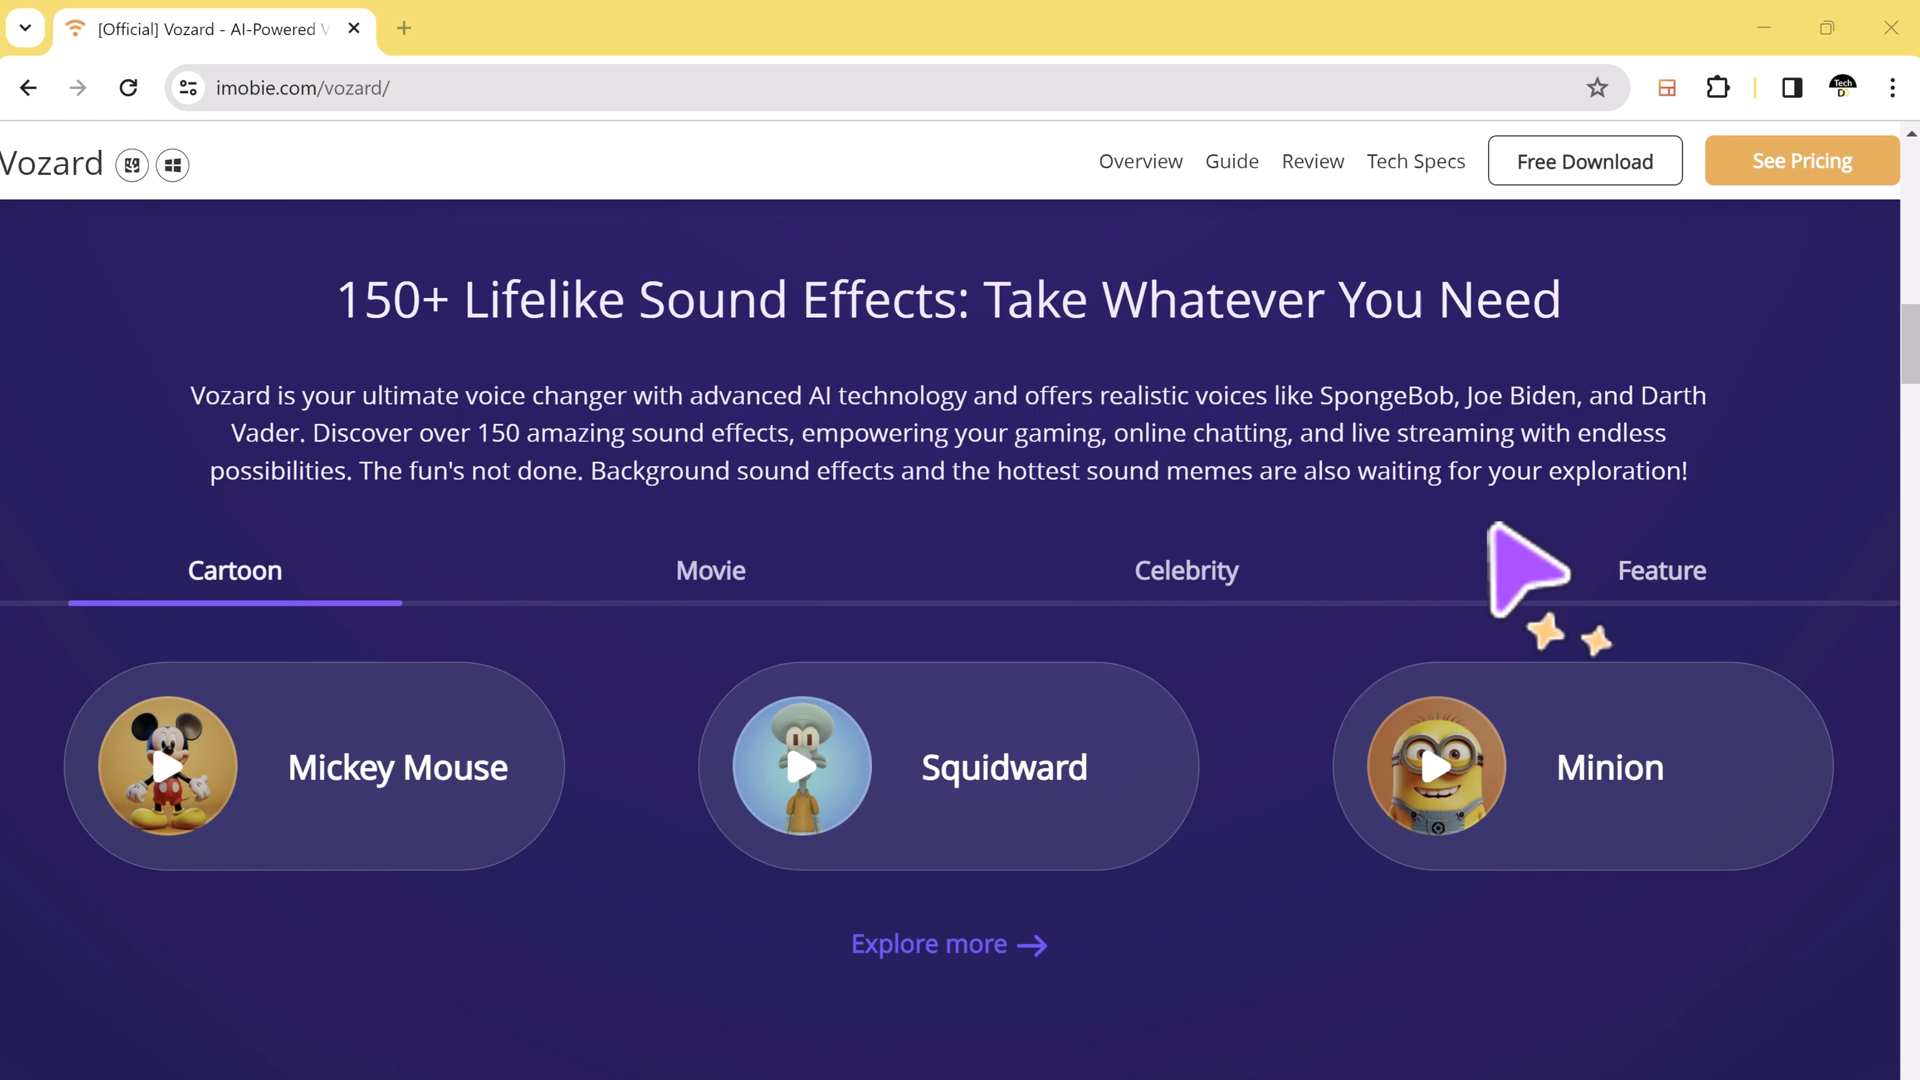 [Official] Vozard - AI-Powered V
imobie.com/vozard/
Tech
D
Vozard
Overview
Guide
Review
Tech Specs
Free Download
See Pricing
150+ Lifelike Sound Effects: Take Whatever You Need
Vozard is your ultimate voice changer with advanced AI technology and offers realistic voices like SpongeBob, Joe Biden, and Darth
Vader. Discover over 150 amazing sound effects, empowering your gaming, online chatting, and live streaming with endless
possibilities. The fun's not done. Background sound effects and the hottest sound memes are also waiting for your exploration!
Cartoon
Movie
Celebrity
Feature
Mickey Mouse
Squidward
Minion
Explore more